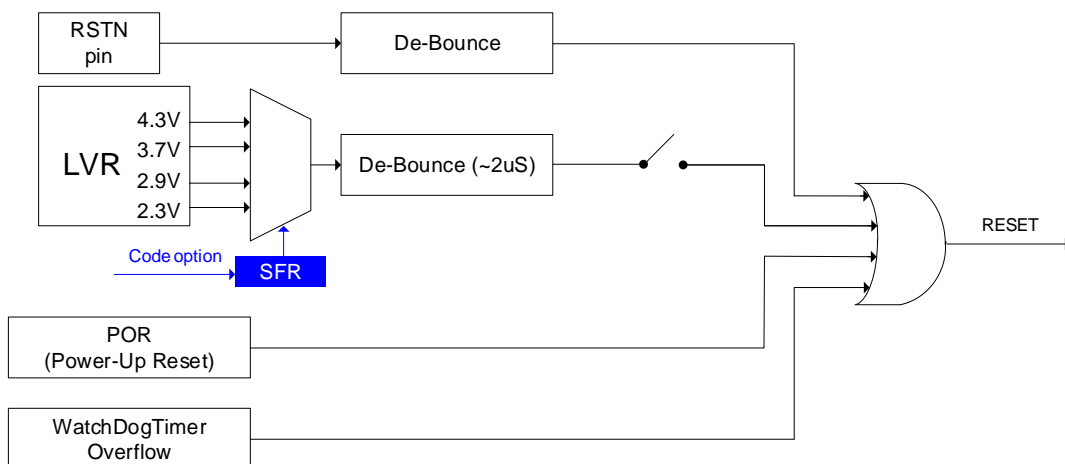 RSTN
pin
De-Bounce
LVR
4.3V
3.7V
2.9V
2.3V
De-Bounce (~2uS)
Code option
SFR
RESET
POR
(Power-Up Reset)
WatchDogTimer
Overflow